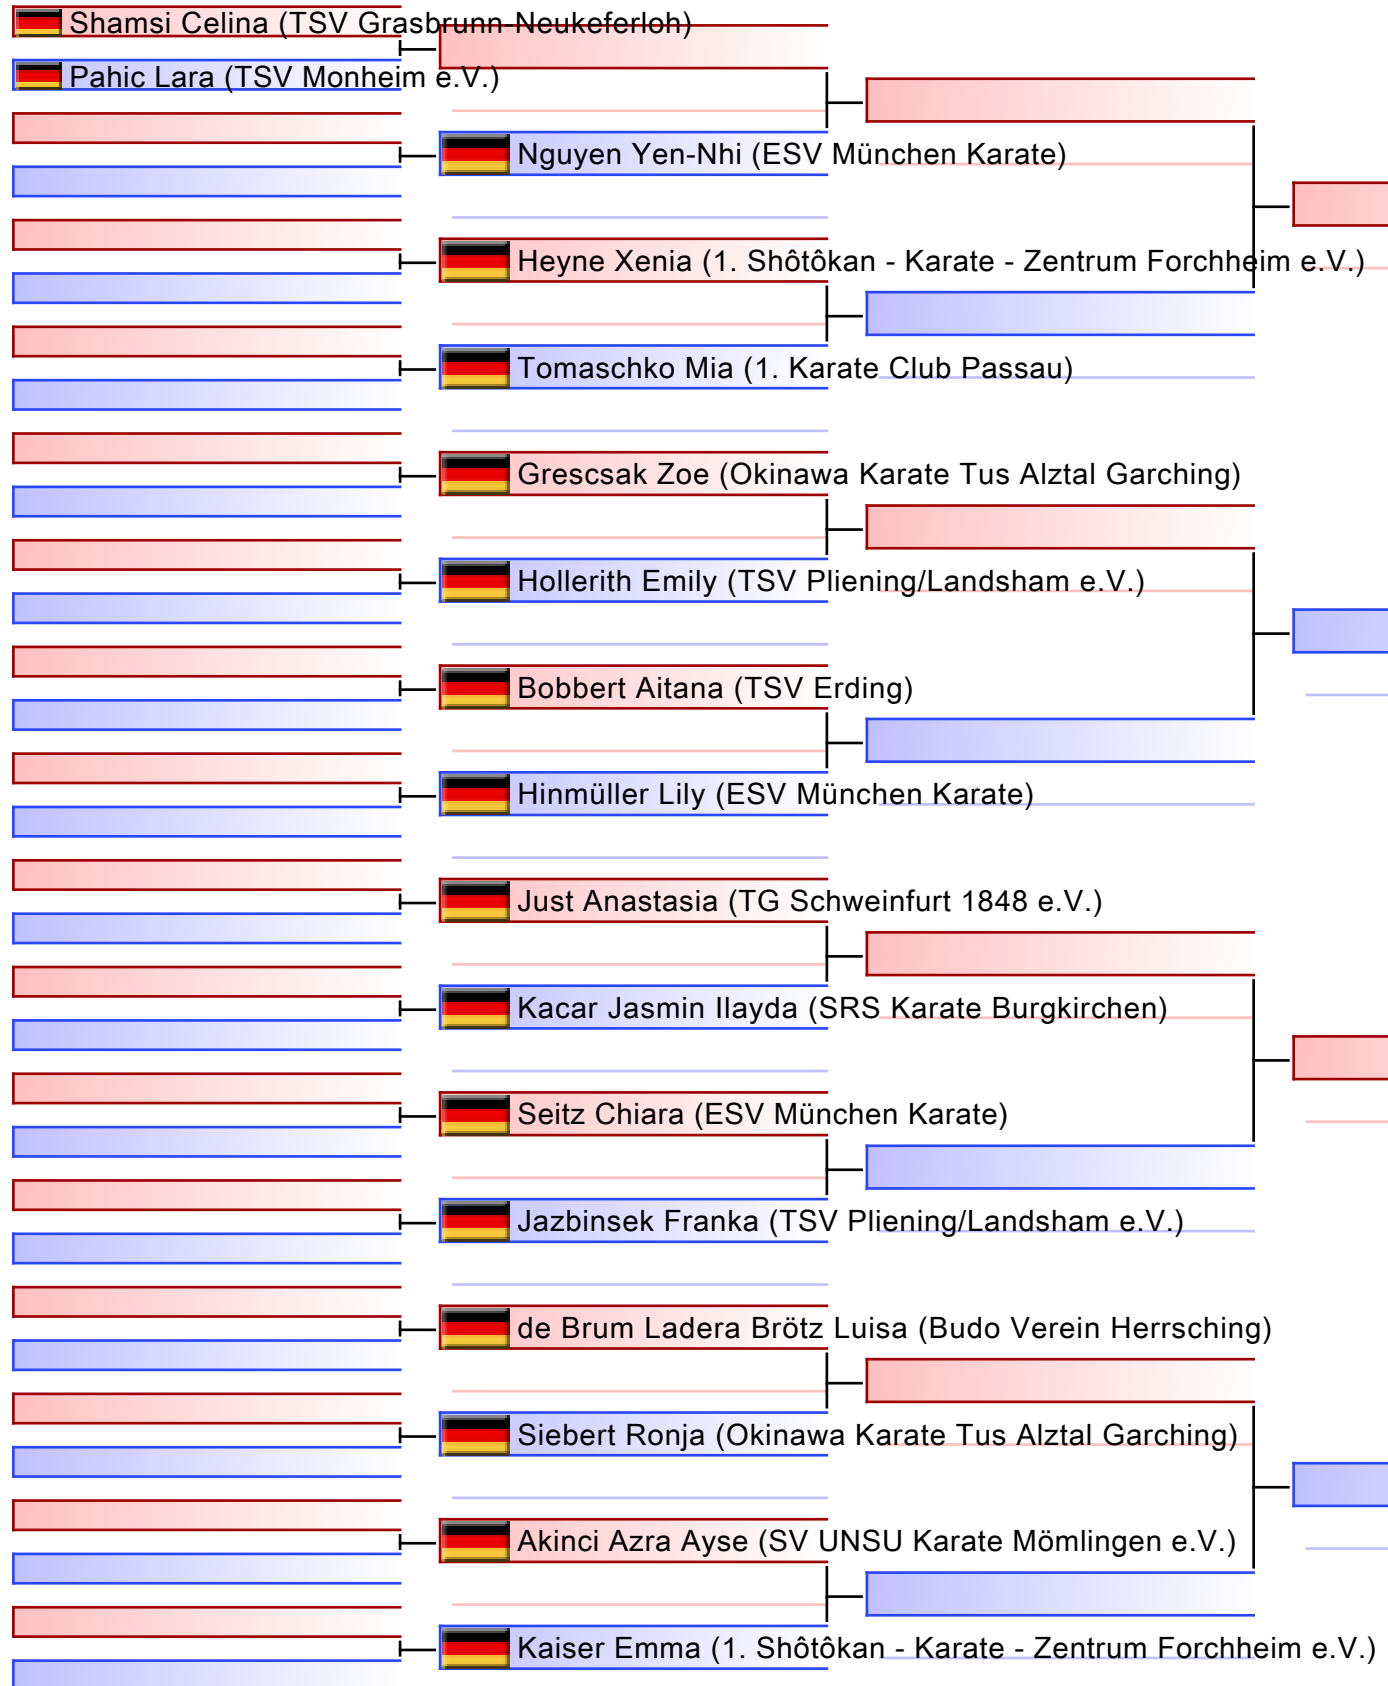 Shamsi Celina (TSV Grasbrunn-Neukeferloh)
Pahic Lara (TSV Monheim e.V.)
Nguyen Yen-Nhi (ESV München Karate)
Heyne Xenia (1. Shôtôkan - Karate - Zentrum Forchheim e.V.)
Tomaschko Mia (1. Karate Club Passau)
Grescsak Zoe (Okinawa Karate Tus Alztal Garching)
Hollerith Emily (TSV Pliening/Landsham e.V.)
Bobbert Aitana (TSV Erding)
Hinmüller Lily (ESV München Karate)
Just Anastasia (TG Schweinfurt 1848 e.V.)
Kacar Jasmin Ilayda (SRS Karate Burgkirchen)
Seitz Chiara (ESV München Karate)
Jazbinsek Franka (TSV Pliening/Landsham e.V.)
de Brum Ladera Brötz Luisa (Budo Verein Herrsching)
Siebert Ronja (Okinawa Karate Tus Alztal Garching)
Akinci Azra Ayse (SV UNSU Karate Mömlingen e.V.)
Kaiser Emma (1. Shôtôkan - Karate - Zentrum Forchheim e.V.)